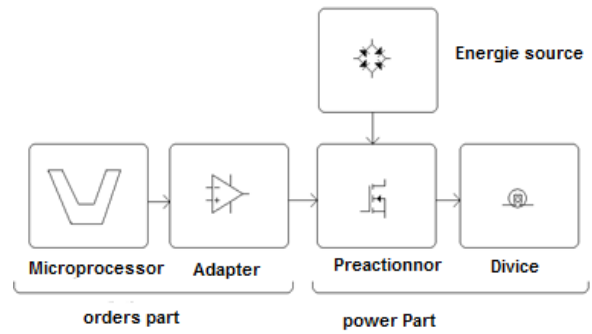 Energie source
Microprocessor
Adapter
Preactionnor
Divice
orders part
power Part